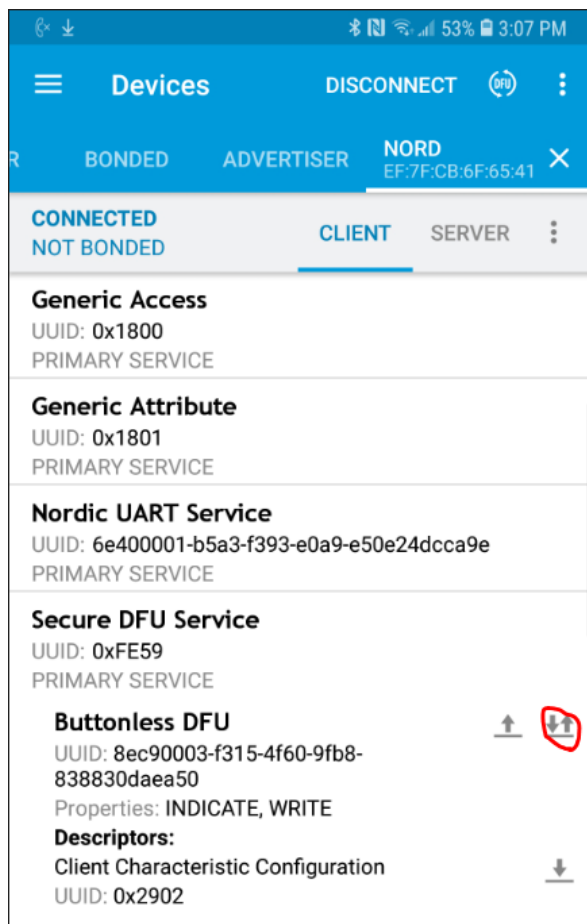 53% 3:07 PM
Devices DISCONNECT DFU
R BONDED ADVERTISER NORD
EF:7F:CB:6F:65:41
CONNECTED
NOT BONDED
CLIENT SERVER
Generic Access
UUID: 0x1800
PRIMARY SERVICE
Generic Attribute
UUID: 0x1801
PRIMARY SERVICE
Nordic UART Service
UUID: 6e400001-b5a3-f393-e0a9-e50e24dcca9e
PRIMARY SERVICE
Secure DFU Service
UUID: 0xFE59
PRIMARY SERVICE
Buttonless DFU
UUID: 8ec90003-f315-4f60-9fb8-
838830daea50
Properties: INDICATE, WRITE
Descriptors:
Client Characteristic Configuration
UUID: 0x2902